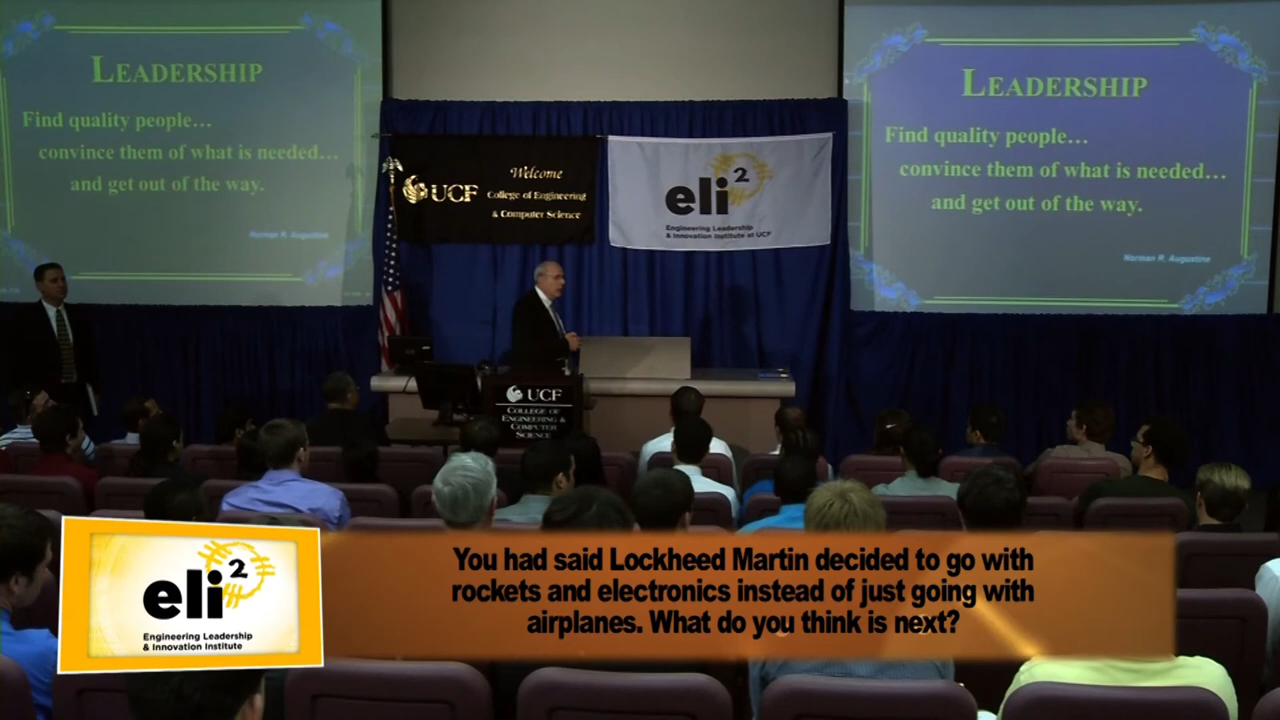 LEADERSHIP
Find quality people...
convince them of what is needed...
and get out of the way.
Norman R. Augustine
LEADERSHIP
Find quality people...
convince them of what is needed...
and get out of the way.
Norman R. Augustine
Welcome
UCF
College of Engineering
& Computer Science
eli2
Engineering Leadership
& Innovation Institute at UCF
UCF
COLLEGE OF
ENGINEERING &
COMPUTER
SCIENCE
eli2
Engineering Leadership
& Innovation Institute
You had said Lockheed Martin decided to go with
rockets and electronics instead of just going with
airplanes. What do you think is next?